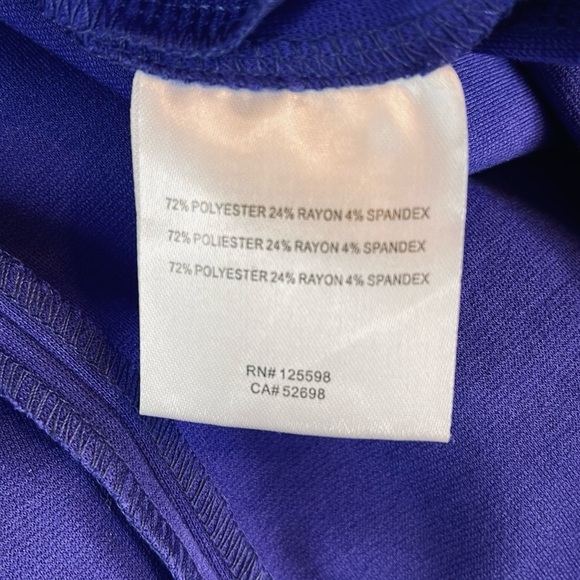 72% POLYESTER 24% RAYON 4% SPANDEX
72% POLIESTER 24% RAYON 4% SPANDEX
72% POLYESTER 24% RAYON 4% SPANDEX
RN# 125598
CA# 52698